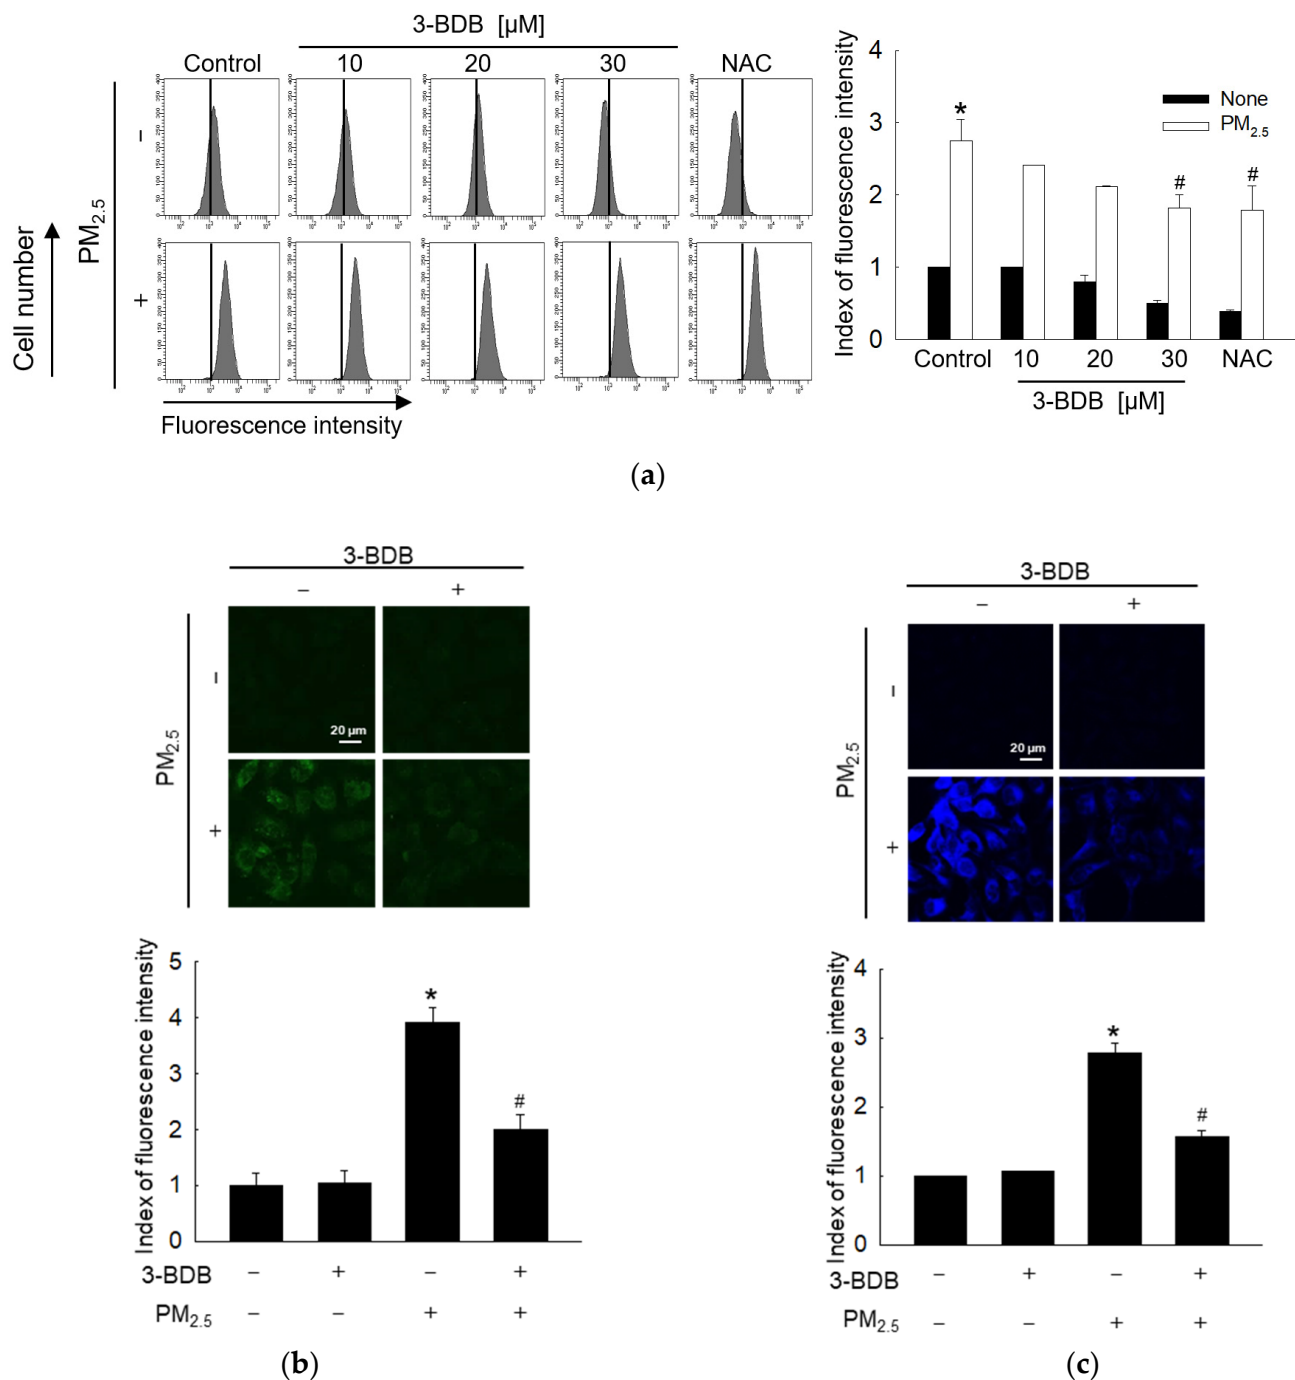 3-BDB [µM]
Control 10 20 30 NAC
PM2.5
−
+
Cell number
Fluorescence intensity
Index of fluorescence intensity
4
3
2
1
0
None
PM2.5
*
#
#
Control 10 20 30 NAC
3-BDB [µM]
(a)
3-BDB
− +
PM2.5
−
+
20 µm
Index of fluorescence intensity
5
4
3
2
1
0
*
#
3-BDB − + − +
PM2.5 − − + +
(b)
3-BDB
− +
PM2.5
−
+
20 µm
Index of fluorescence intensity
4
3
2
1
0
*
#
3-BDB − + − +
PM2.5 − − + +
(c)